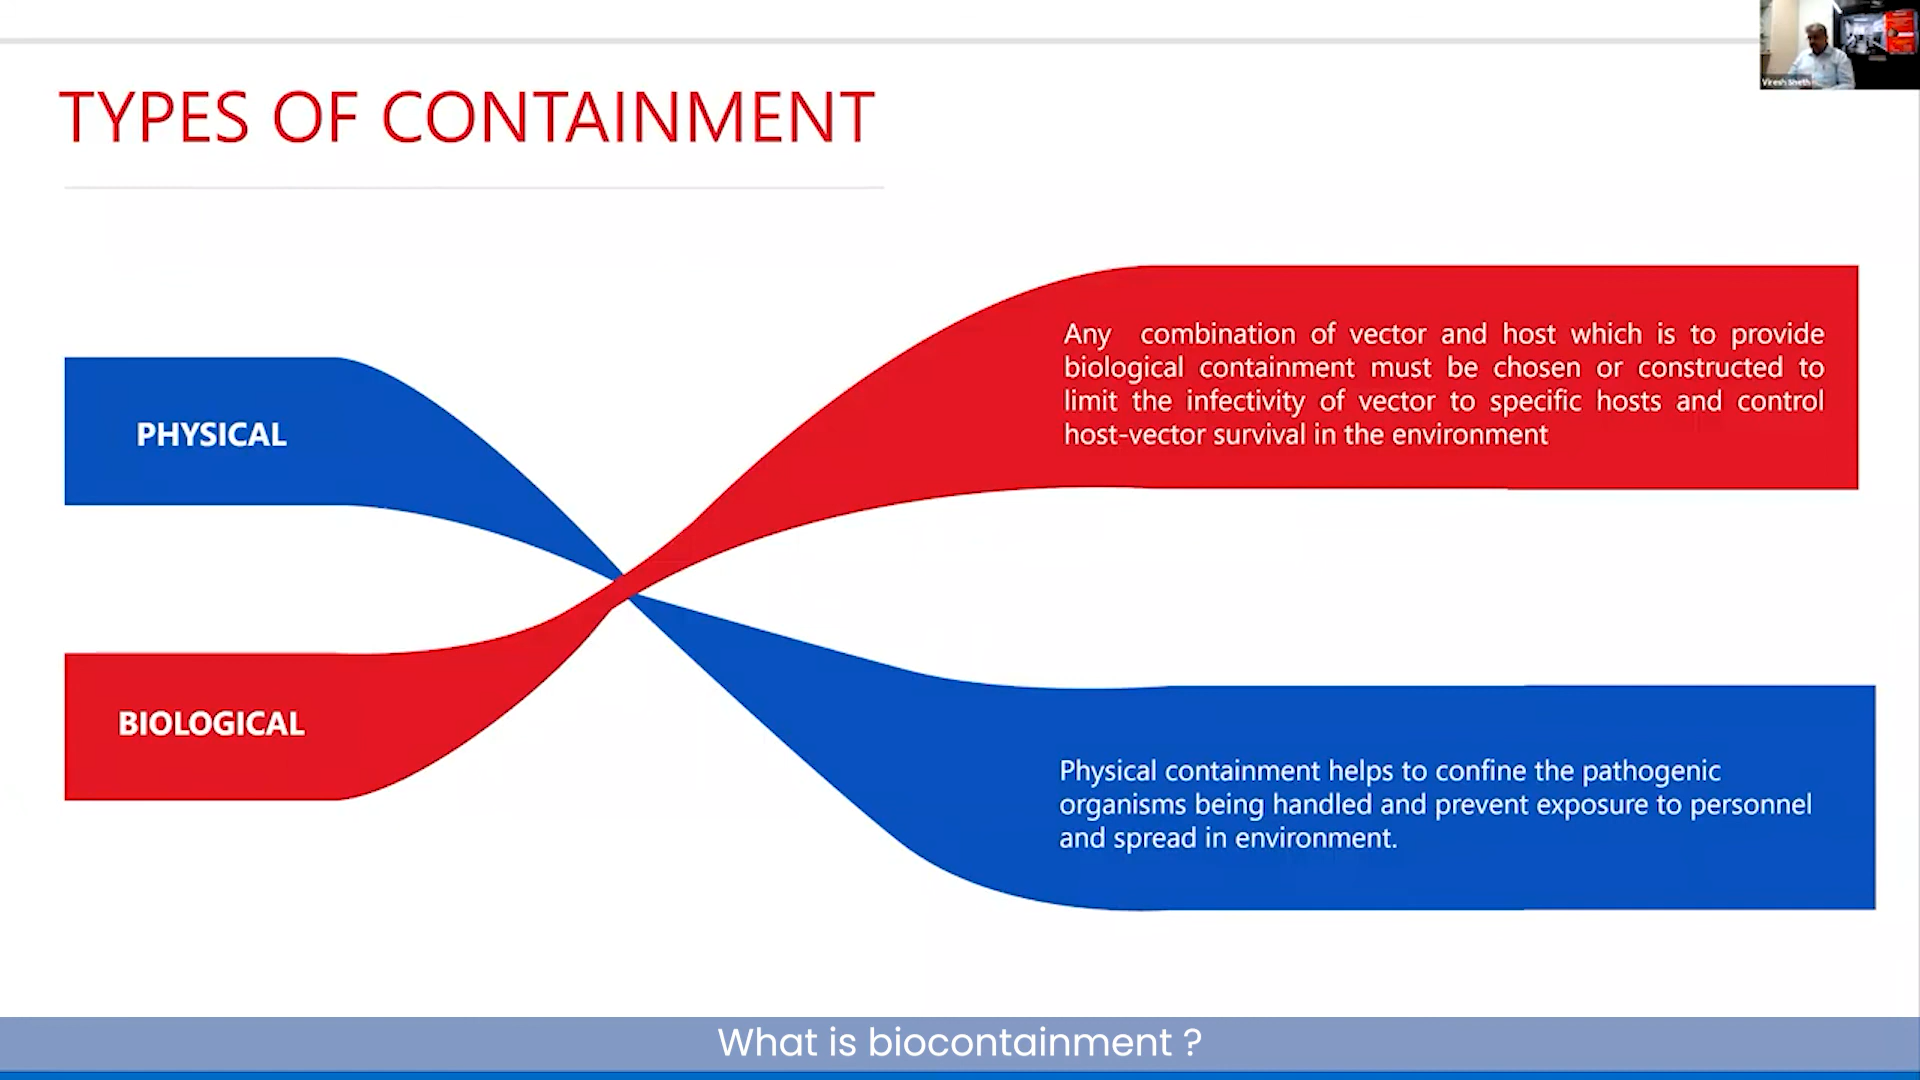 Viresh Sheth
TYPES OF CONTAINMENT
PHYSICAL
Any combination of vector and host which is to provide
biological containment must be chosen or constructed to
limit the infectivity of vector to specific hosts and control
host-vector survival in the environment
BIOLOGICAL
Physical containment helps to confine the pathogenic
organisms being handled and prevent exposure to personnel
and spread in environment.
What is biocontainment ?